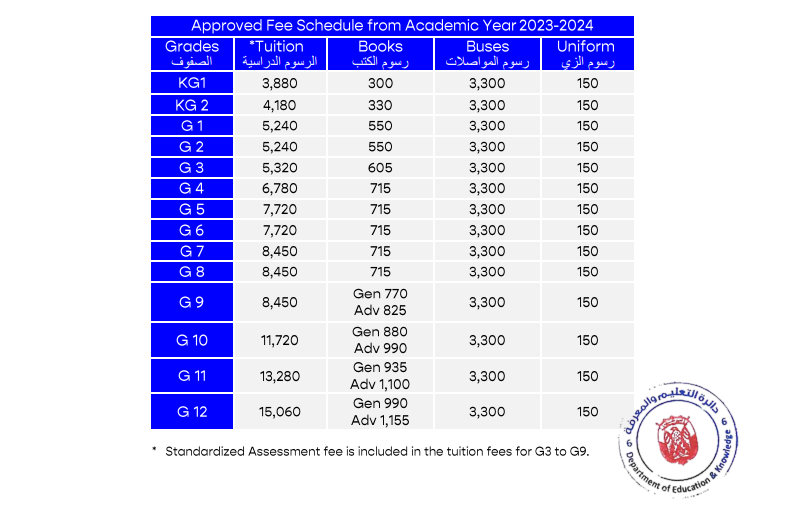 Approved Fee Schedule from Academic Year 2023-2024
Grades *Tuition Books Buses Uniform
الصفوف الرسوم الدراسية رسوم الكتب رسوم المواصلات رسوم الزي
KG1 3,880 300 3,300 150
KG 2 4,180 330 3,300 150
G 1 5,240 550 3,300 150
G 2 5,240 550 3,300 150
G 3 5,320 605 3,300 150
G 4 6,780 715 3,300 150
G 5 7,720 715 3,300 150
G 6 7,720 715 3,300 150
G 7 8,450 715 3,300 150
G 8 8,450 715 3,300 150
G 9 8,450 Gen 770 3,300 150
Adv 825
G 10 11,720 Gen 880 3,300 150
Adv 990
G 11 13,280 Gen 935 3,300 150
Adv 1,100
G 12 15,060 Gen 990 3,300 150
Adv 1,155
* Standardized Assessment fee is included in the tuition fees for G3 to G9.
دائرة التعليم والمعرفة
6 6
Department of Education & Knowledge